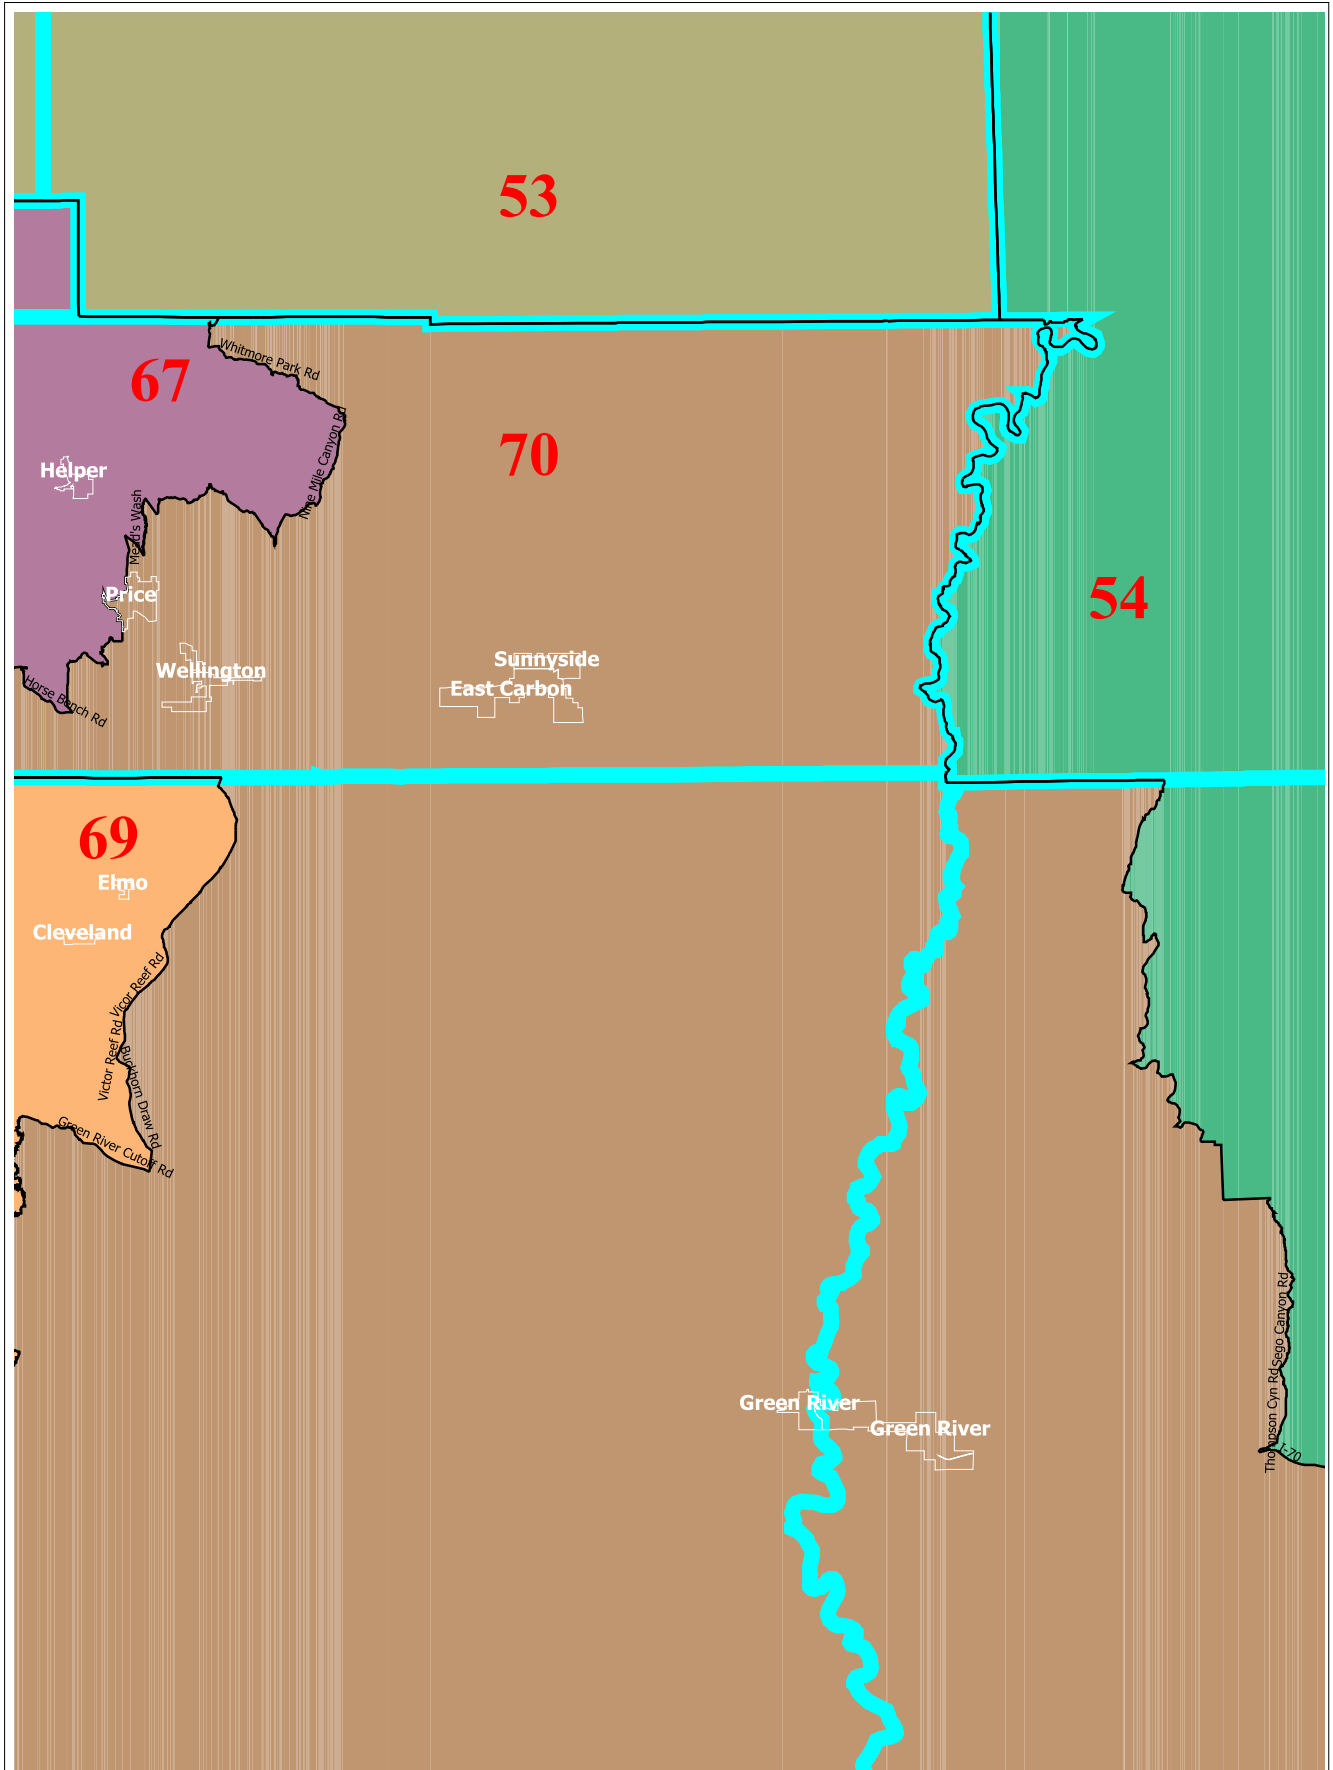 53
Whitmore Park Rd
67
Nine Mile Canyon Rd
70
Helper
Mead's Wash
54
Price
Sunnyside
Wellington
East Carbon
Horse Bench Rd
69
Elmo
Cleveland
Vicor Reef Rd
Victor Reef Rd
Buckhorn Draw Rd
Green River Cutoff Rd
Sego Canyon Rd
Thompson Cyn Rd
Green River
Green River
I-70